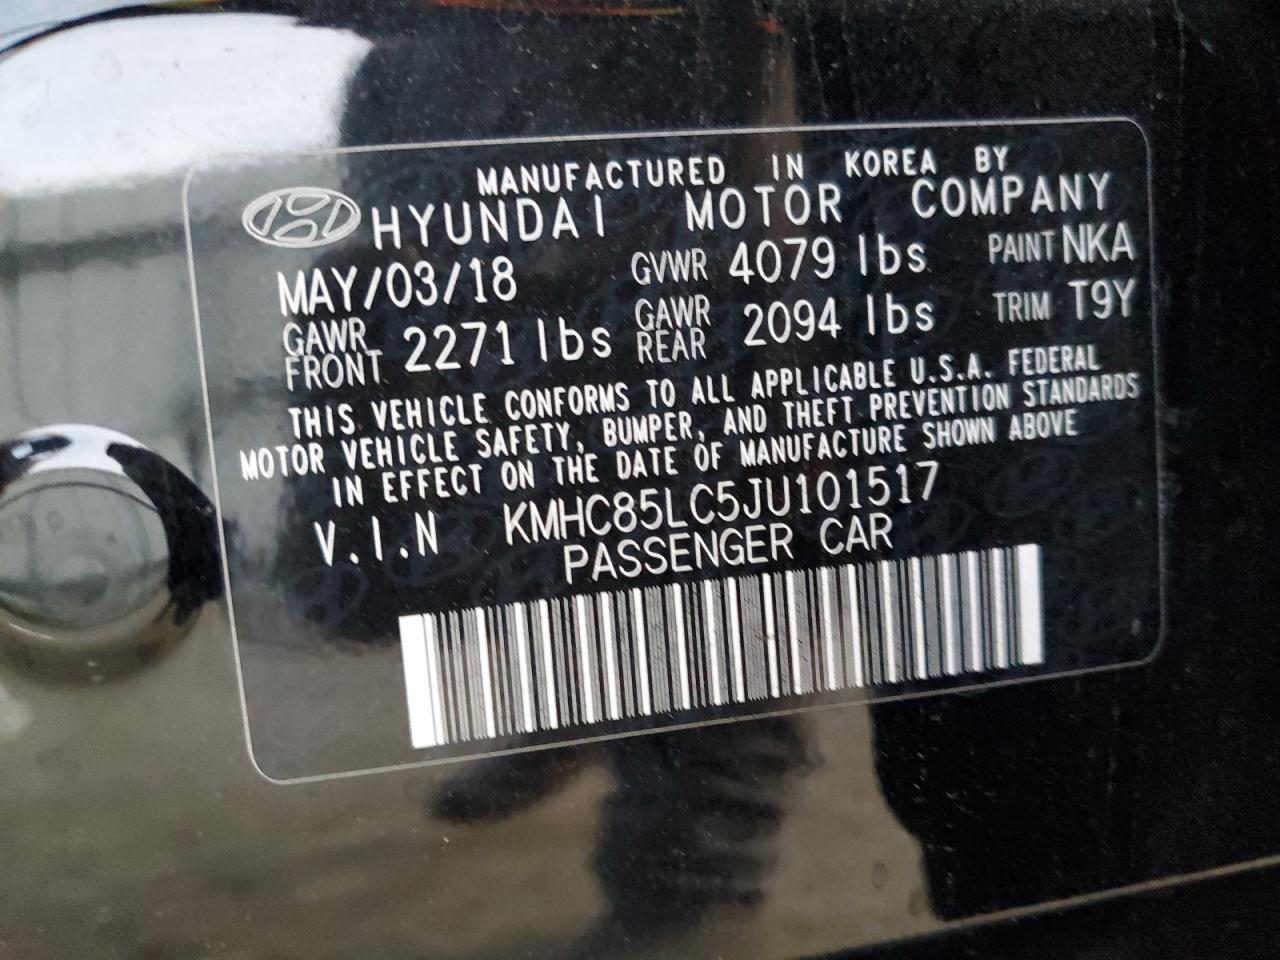 MANUFACTURED IN KOREA BY
HYUNDAI MOTOR COMPANY
MAY/03/18 GVWR 4079 lbs PAINT NKA
GAWR FRONT 2271 lbs GAWR REAR 2094 lbs TRIM T9Y
THIS VEHICLE CONFORMS TO ALL APPLICABLE U.S.A. FEDERAL
MOTOR VEHICLE SAFETY, BUMPER, AND THEFT PREVENTION STANDARDS
IN EFFECT ON THE DATE OF MANUFACTURE SHOWN ABOVE
V.I.N KMHC85LC5JU101517
PASSENGER CAR